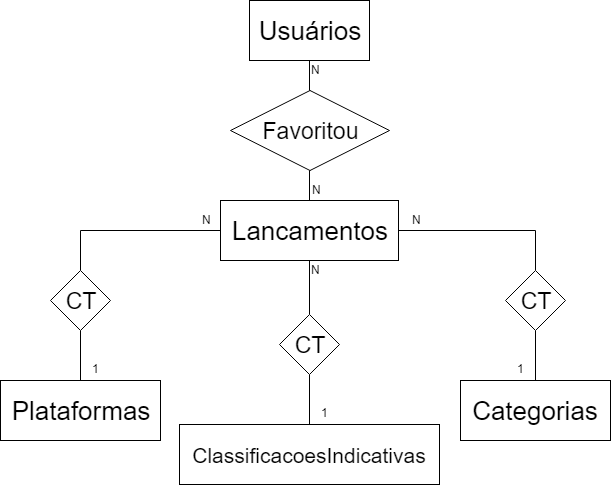 Usuários
N
Favoritou
N
N
Lancamentos
N
N
CT
CT
CT
1
1
1
Plataformas
Categorias
ClassificacoesIndicativas